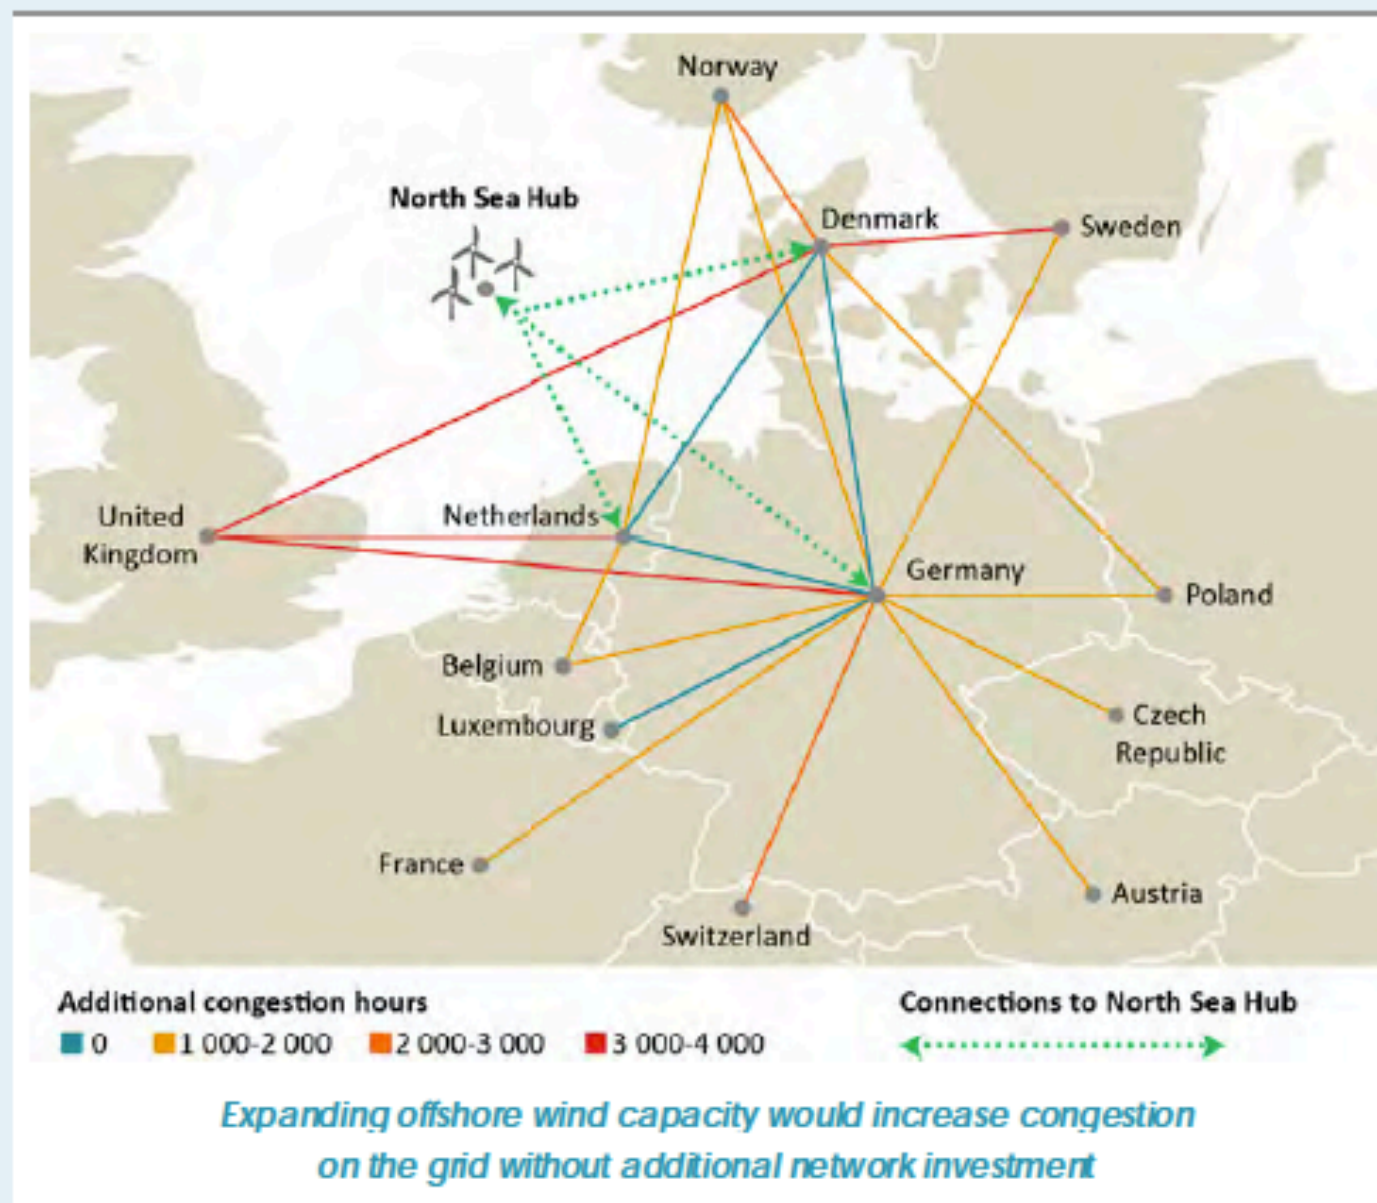 Norway
North Sea Hub
Denmark
Sweden
United
Kingdom
Netherlands
Germany
Poland
Belgium
Luxembourg
Czech
Republic
France
Austria
Switzerland
Additional congestion hours
0
1 000-2 000
2 000-3 000
3 000-4 000
Connections to North Sea Hub
Expanding offshore wind capacity would increase congestion
on the grid without additional network investment